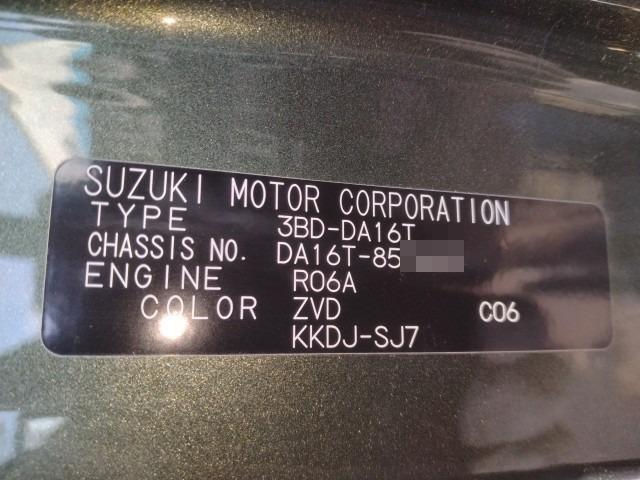 SUZUKI MOTOR CORPORATION
TYPE 3BD-DA16T
CHASSIS NO. DA16T-85
ENGINE R06A
COLOR ZVD C06
KKDJ-SJ7